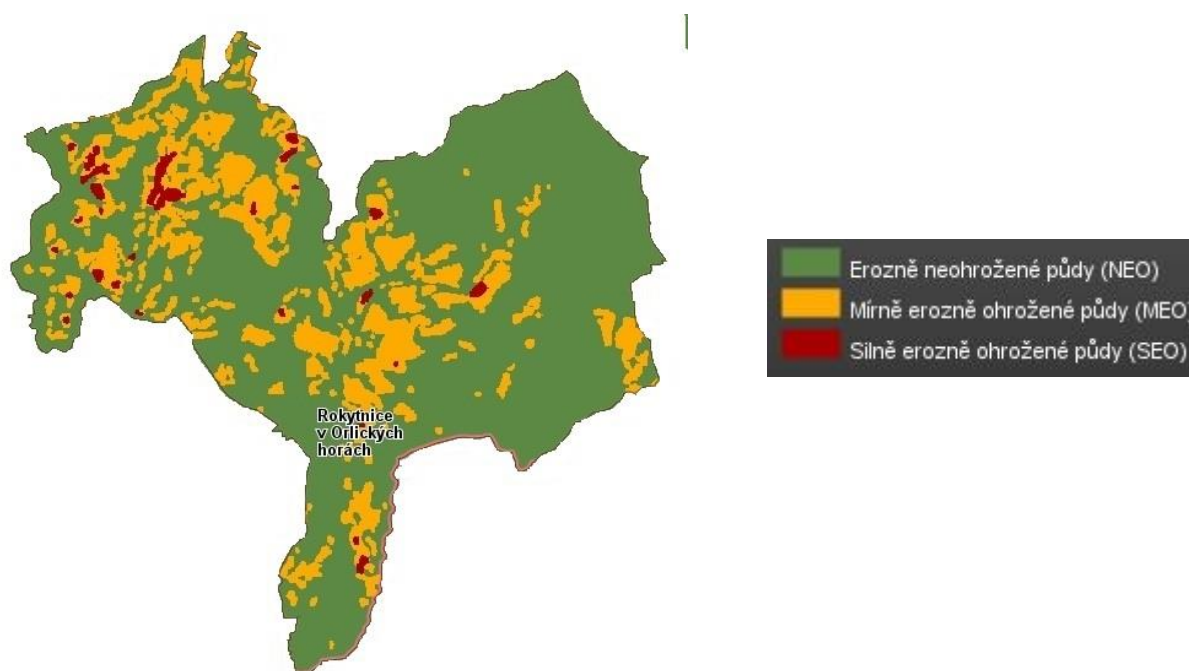 Rokytnice
v Orlických
horách
Erozně neohrožené půdy (NEO)
Mírně erozně ohrožené půdy (MEO)
Silně erozně ohrožené půdy (SEO)